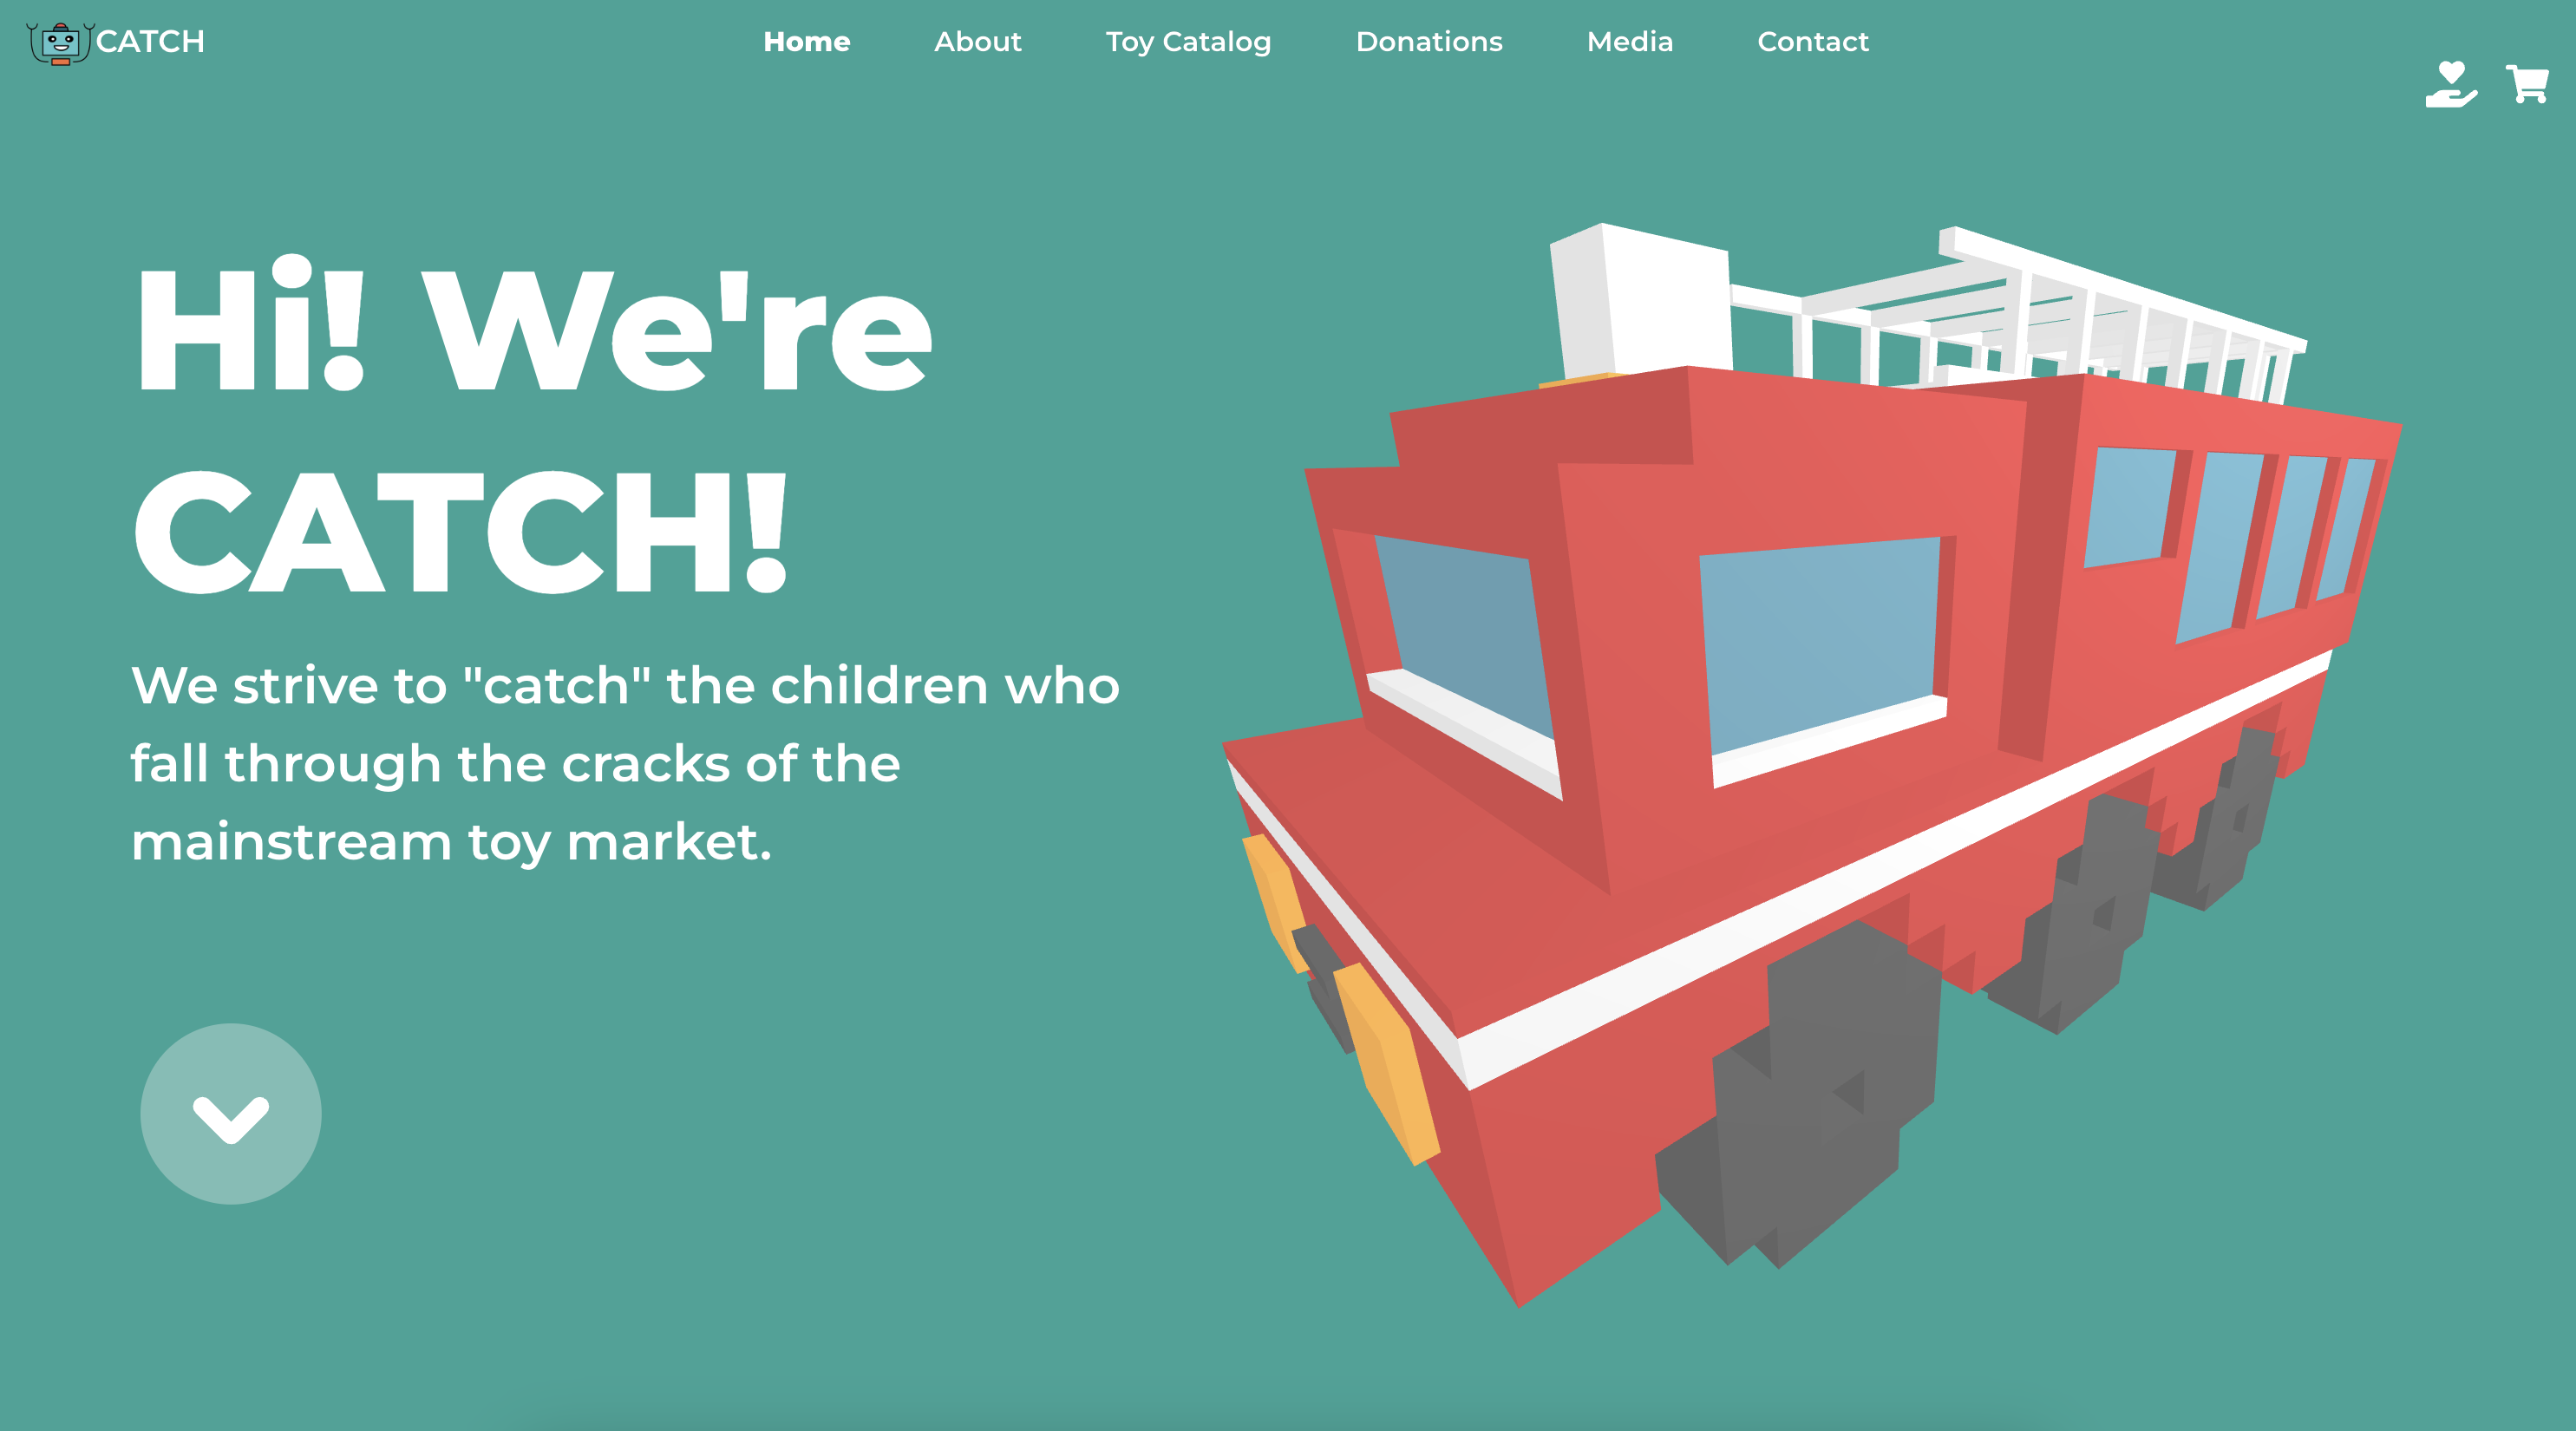 CATCH
Home About Toy Catalog Donations Media Contact
Hi! We're
CATCH!
We strive to "catch" the children who
fall through the cracks of the
mainstream toy market.